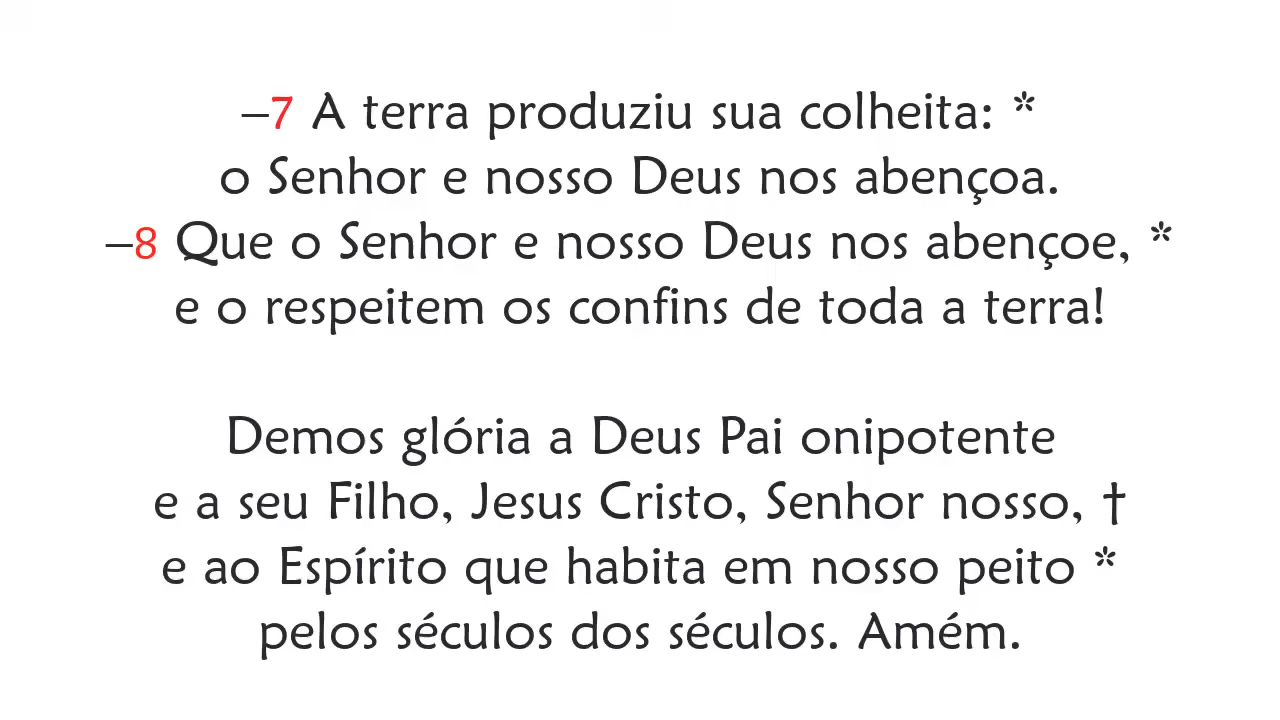 –7 A terra produziu sua colheita: *
o Senhor e nosso Deus nos abençoa.
–8 Que o Senhor e nosso Deus nos abençoe, *
e o respeitem os confins de toda a terra!
Demos glória a Deus Pai onipotente
e a seu Filho, Jesus Cristo, Senhor nosso, †
e ao Espírito que habita em nosso peito *
pelos séculos dos séculos. Amém.